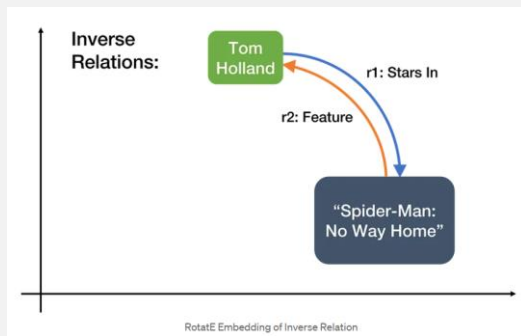 Inverse
Relations:
Tom
Holland
r1: Stars In
r2: Feature
“Spider-Man:
No Way Home”
RotatE Embedding of Inverse Relation